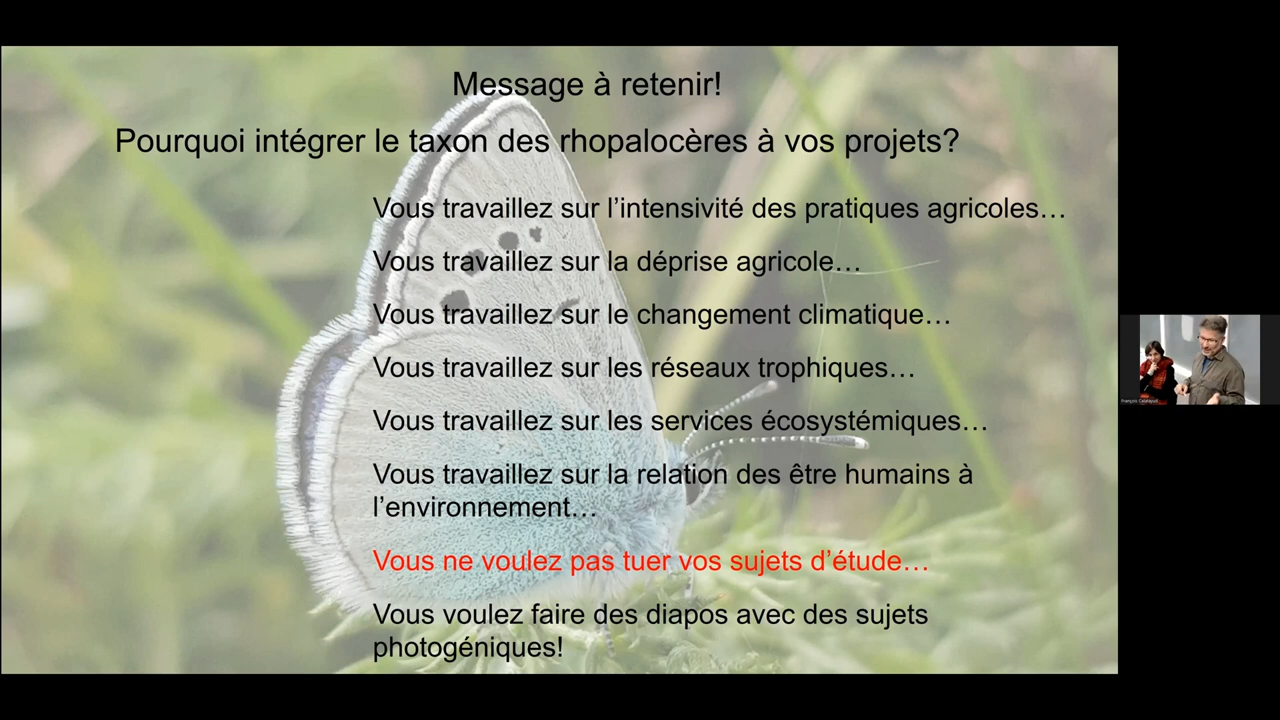 Message à retenir!
Pourquoi intégrer le taxon des rhopalocères à vos projets?
Vous travaillez sur l’intensivité des pratiques agricoles…
Vous travaillez sur la déprise agricole…
Vous travaillez sur le changement climatique…
Vous travaillez sur les réseaux trophiques…
Vous travaillez sur les services écosystémiques…
Vous travaillez sur la relation des être humains à
l’environnement…
Vous ne voulez pas tuer vos sujets d’étude…
Vous voulez faire des diapos avec des sujets
photogéniques!
François